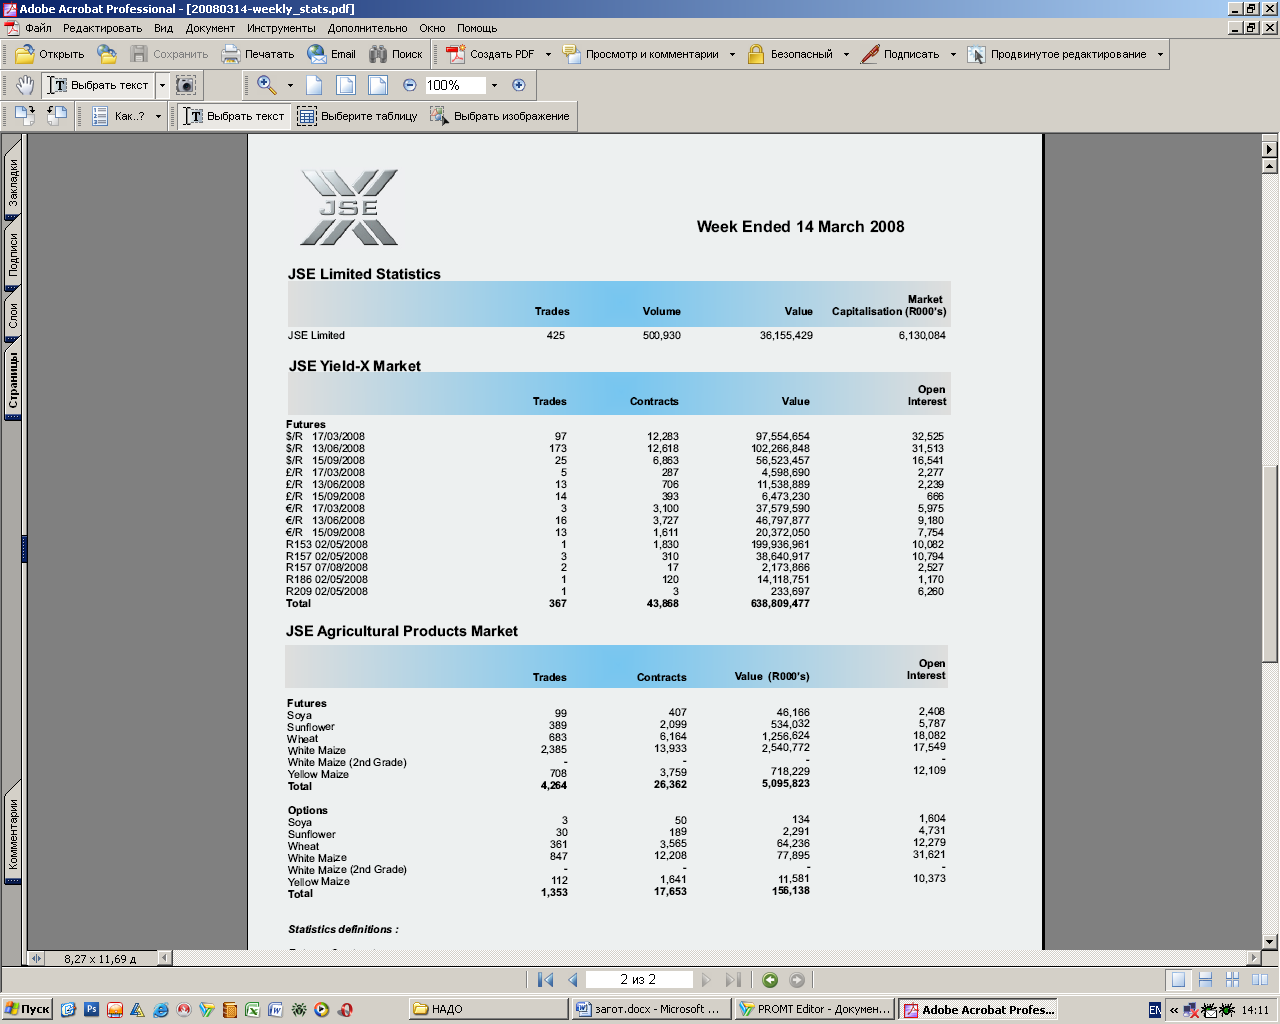 Adobe Acrobat Professional - [20080314-weekly_stats.pdf]
Файл Редактировать Вид Документ Инструменты Дополнительно Окно Помощь
Открыть Сохранить Печатать Email Поиск Создать PDF Просмотр и комментарии Безопасный Подписать Продвинутое редактирование
Выбрать текст 100%
Как..? Выбрать текст Выберите таблицу Выбрать изображение
Закладки
Подписи
Слои
Страницы
Комментарии
JSE
Week Ended 14 March 2008
JSE Limited Statistics
Trades Volume Value Market Capitalisation (R000's)
JSE Limited 425 500,930 36,155,429 6,130,084
JSE Yield-X Market
Trades Contracts Value Open Interest
Futures
$/R 17/03/2008 97 12,283 97,554,654 32,525
$/R 13/06/2008 173 12,618 102,266,848 31,513
$/R 15/09/2008 25 6,863 56,523,457 16,541
£/R 17/03/2008 5 287 4,598,690 2,277
£/R 13/06/2008 13 706 11,538,889 2,239
£/R 15/09/2008 14 393 6,473,230 666
€/R 17/03/2008 3 3,100 37,579,590 5,975
€/R 13/06/2008 16 3,727 46,797,877 9,180
€/R 15/09/2008 13 1,611 20,372,050 7,754
R153 02/05/2008 1 1,830 199,936,961 10,082
R157 02/05/2008 3 310 38,640,917 10,794
R157 07/08/2008 2 17 2,173,866 2,527
R186 02/05/2008 1 120 14,118,751 1,170
R209 02/05/2008 1 3 233,697 6,260
Total 367 43,868 638,809,477
JSE Agricultural Products Market
Trades Contracts Value (R000's) Open Interest
Futures
Soya 99 407 46,166 2,408
Sunflower 389 2,099 534,032 5,787
Wheat 683 6,164 1,256,624 18,082
White Maize 2,385 13,933 2,540,772 17,549
White Maize (2nd Grade) - - - -
Yellow Maize 708 3,759 718,229 12,109
Total 4,264 26,362 5,095,823
Options
Soya 3 50 134 1,604
Sunflower 30 189 2,291 4,731
Wheat 361 3,565 64,236 12,279
White Maize 847 12,208 77,895 31,621
White Maize (2nd Grade) - - - -
Yellow Maize 112 1,641 11,581 10,373
Total 1,353 17,653 156,138
Statistics definitions :
8,27 x 11,69 д
2 из 2
Пуск НАДО загот.docx - Microsoft ... PROMT Editor - Докумен... Adobe Acrobat Profes... EN « 14:11